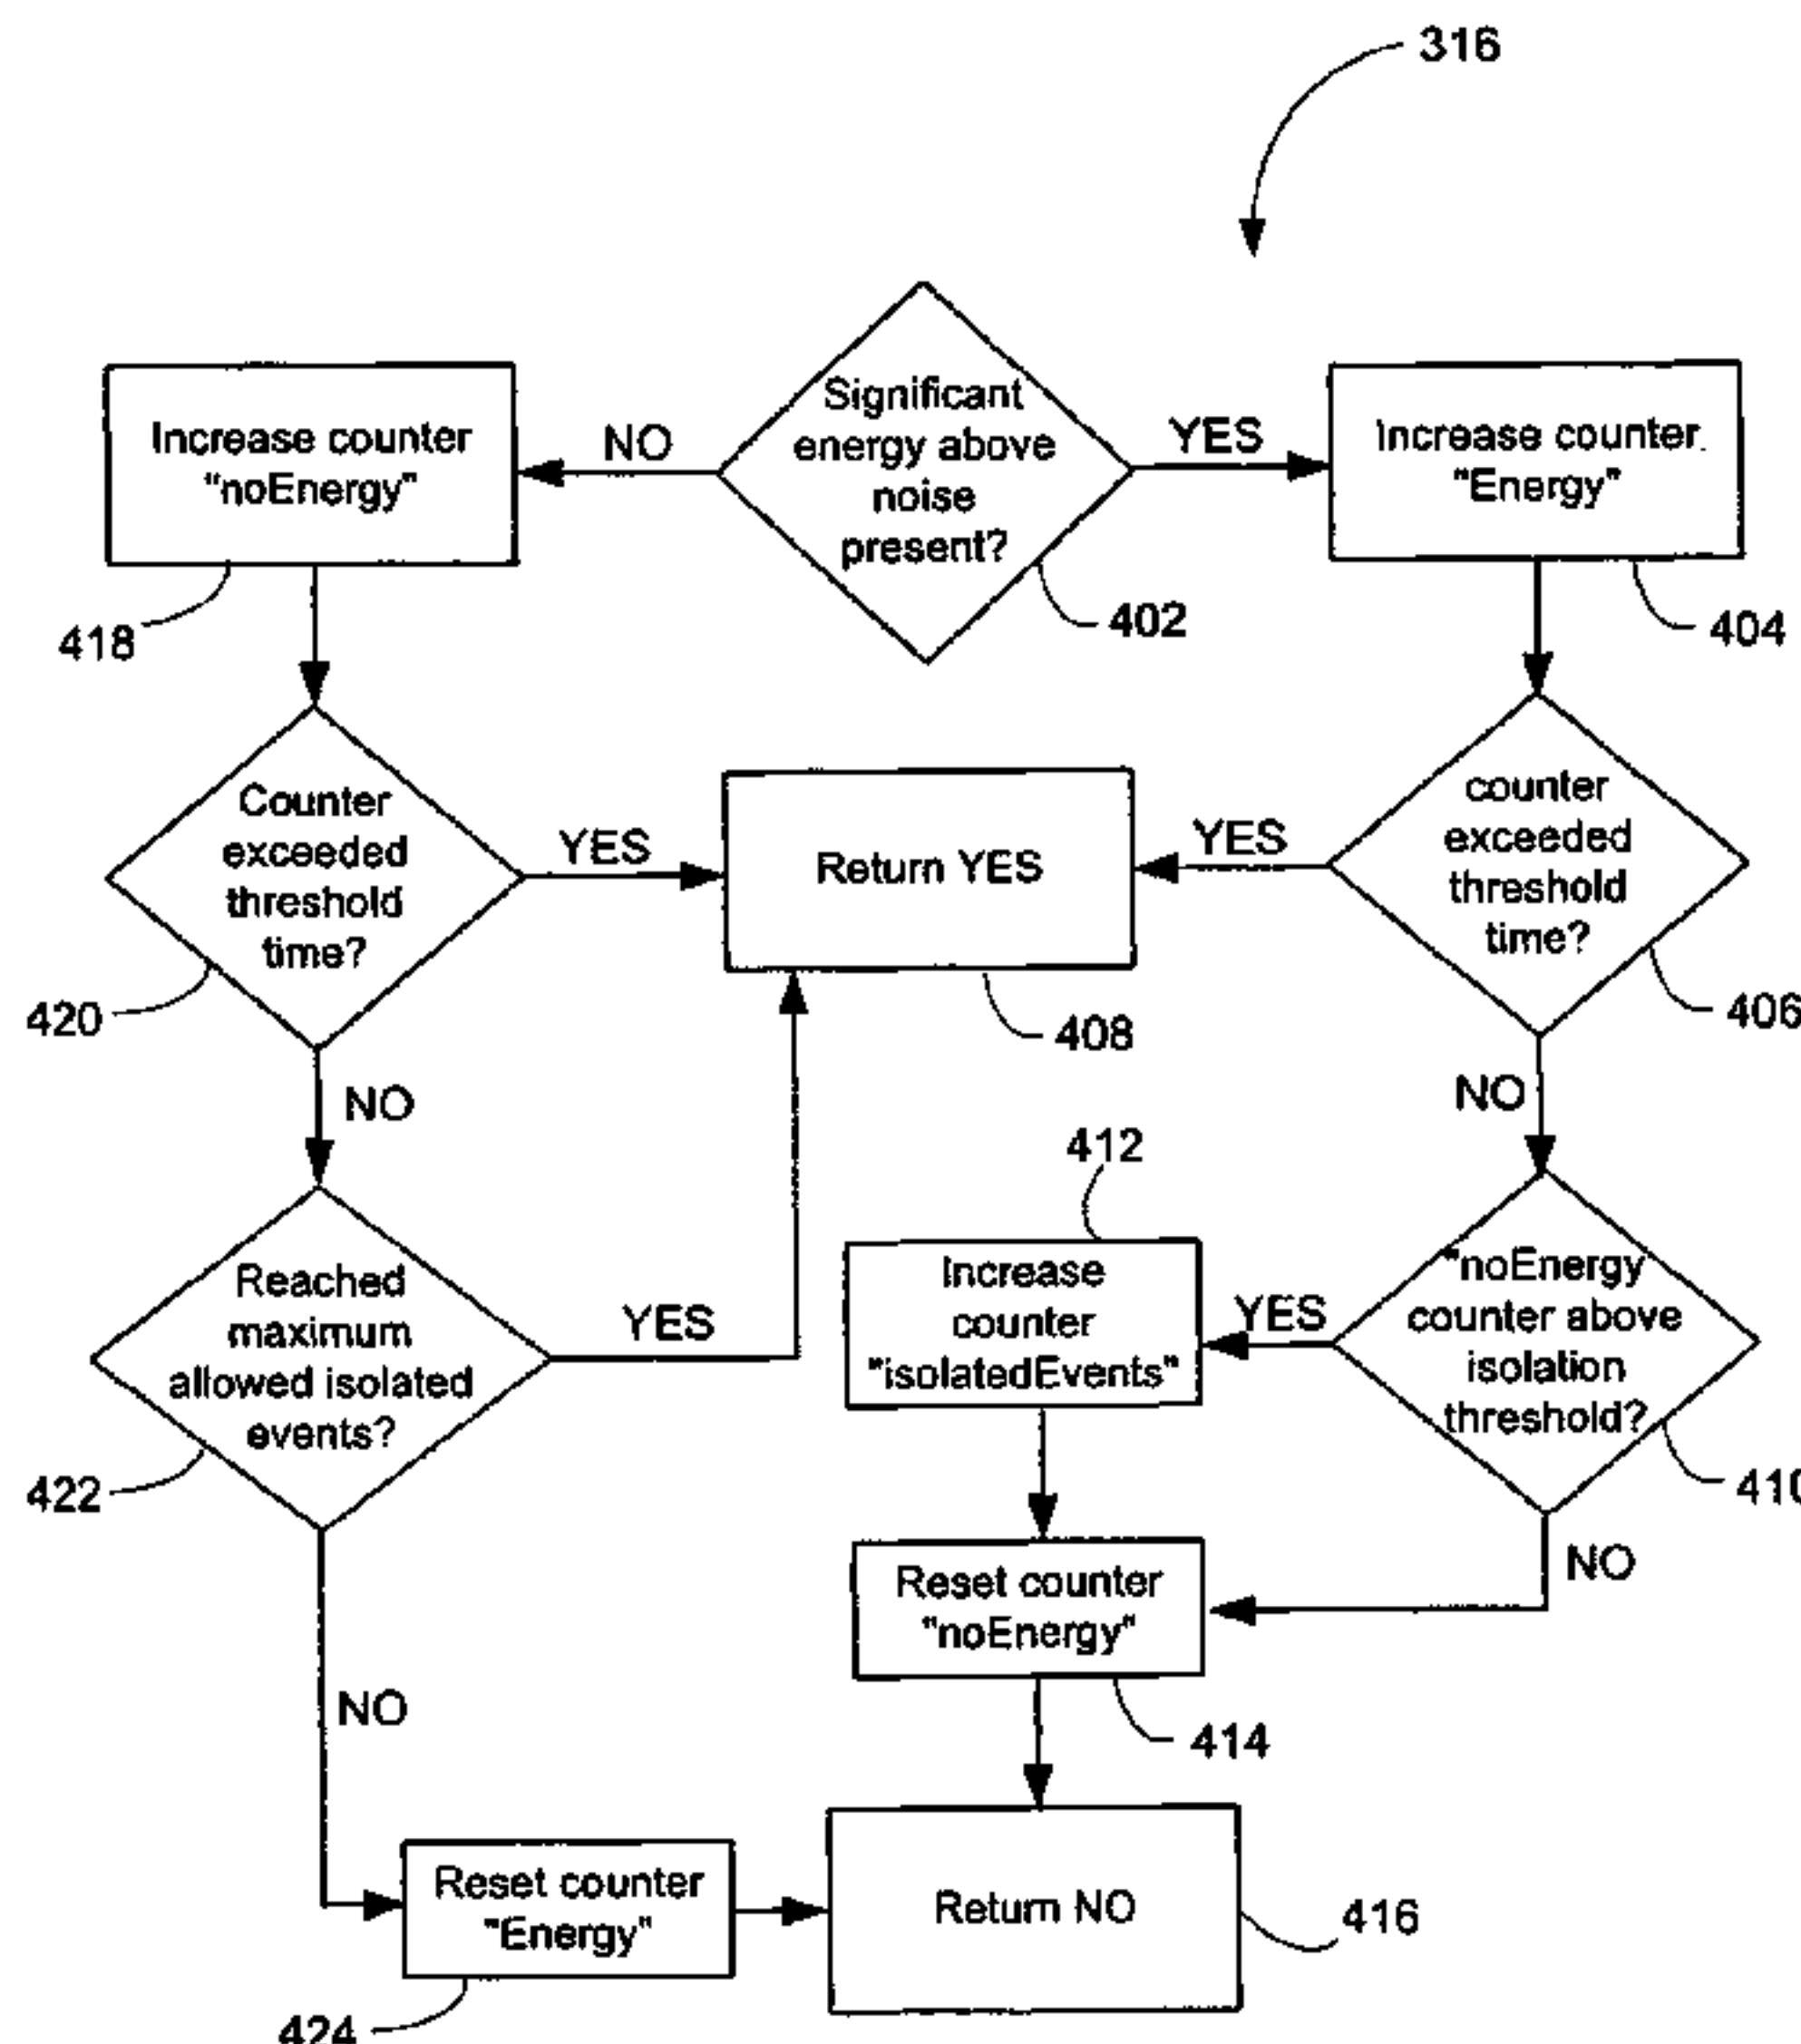 316
Significant
energy above
noise
present?
402
NO
YES
Increase counter
"noEnergy"
418
Increase counter
"Energy"
404
Counter
exceeded
threshold
time?
420
YES
Return YES
408
YES
counter
exceeded
threshold
time?
406
NO
NO
Reached
maximum
allowed isolated
events?
422
YES
412
Increase
counter
"isolatedEvents"
YES
"noEnergy
counter above
isolation
threshold?
410
NO
Reset counter
"noEnergy"
414
NO
Reset counter
"Energy"
424
Return NO
416